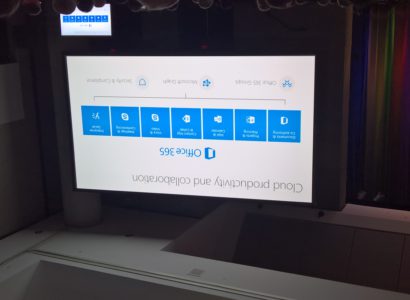 Cloud productivity and collaboration
Office 365
Documents &
Co-authoring
Projects &
Planning
Mail &
Calendar
Content Mgt
Voice &
Video
Meetings &
Conferencing
Enterprise
Social
Office 365 Groups
Microsoft Graph
Security & Compliance